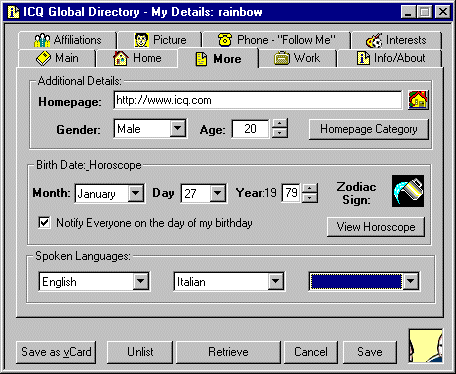 ICQ Global Directory - My Details: rainbow
Affiliations Picture Phone - "Follow Me" Interests
Main Home More Work Info/About
Additional Details:
Homepage: http://www.icq.com
Gender: Male Age: 20 Homepage Category
Birth Date: Horoscope
Month: January Day 27 Year:19 79 Zodiac
Sign:
Notify Everyone on the day of my birthday
View Horoscope
Spoken Languages:
English Italian
Save as vCard Unlist Retrieve Cancel Save